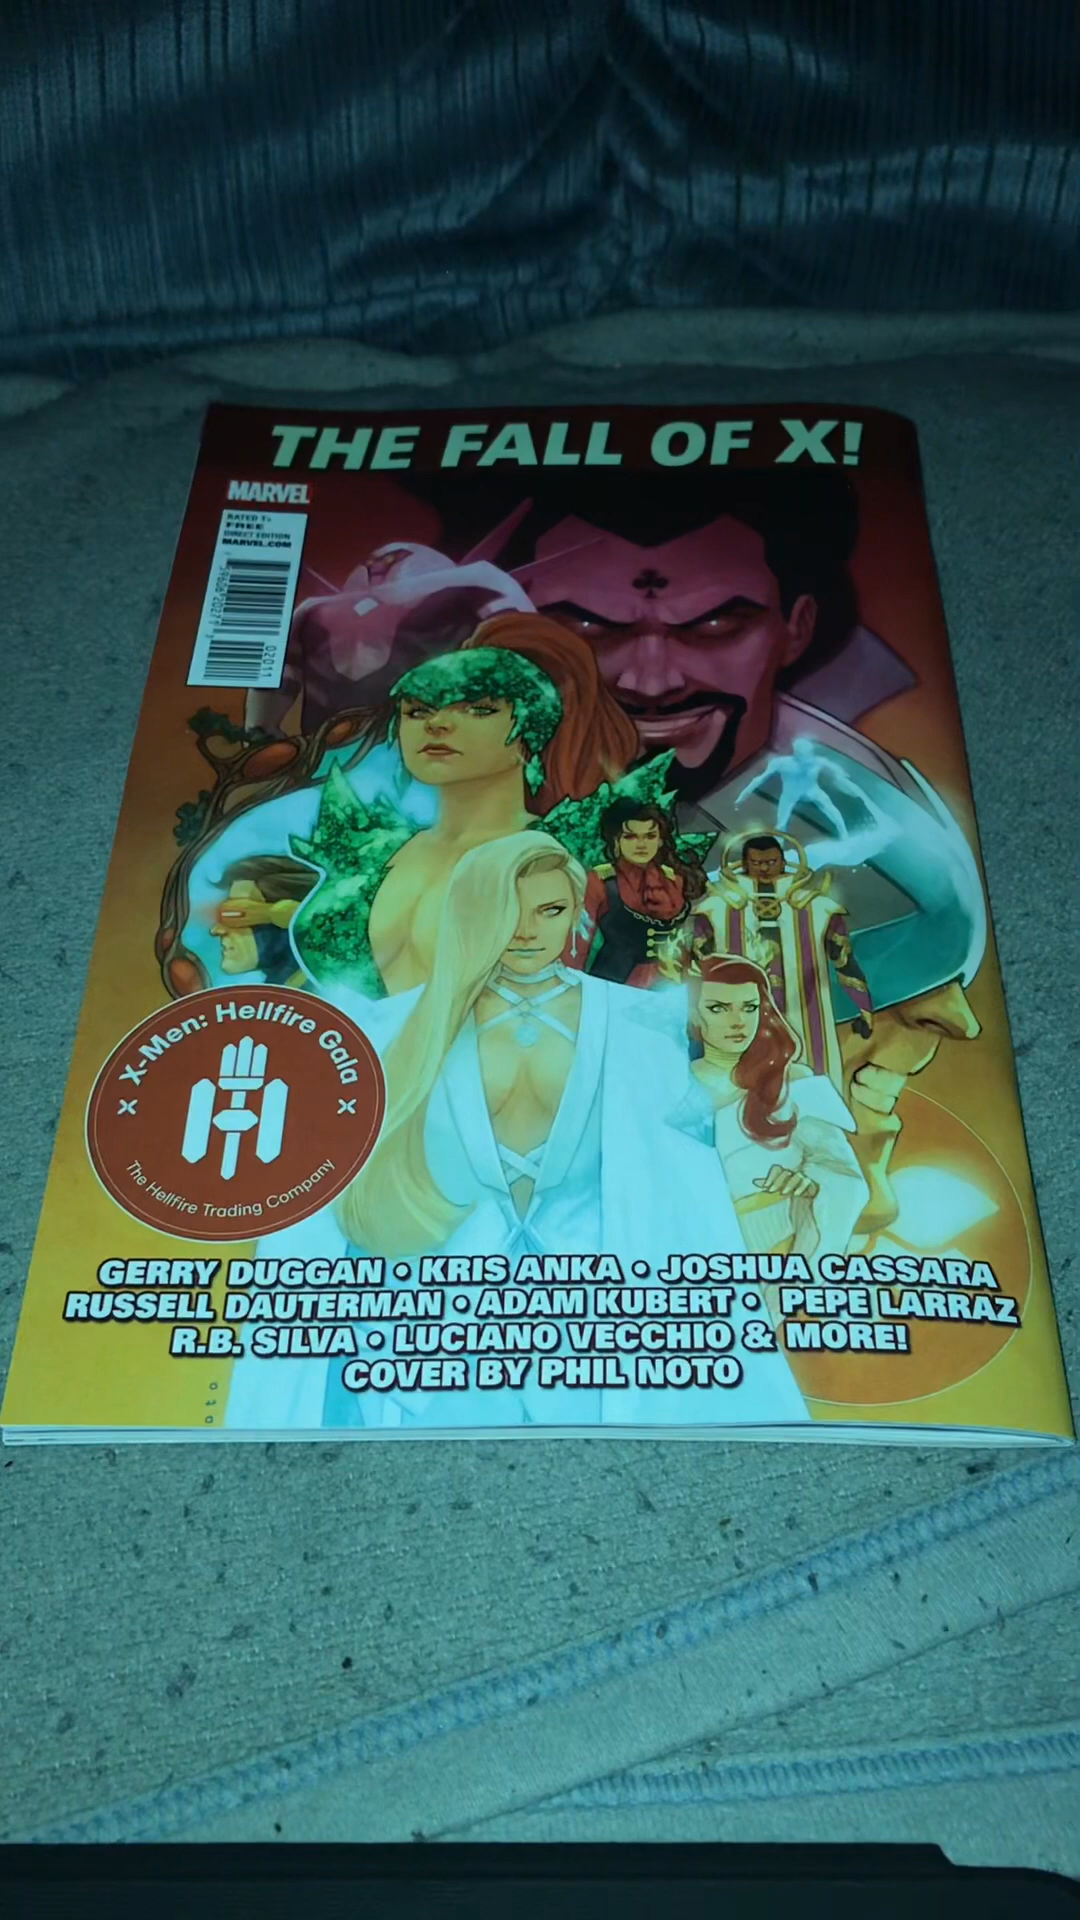 THE FALL OF X!
MARVEL
RATED T+
FREE
DIRECT EDITION
MARVEL.COM
02011
X-Men: Hellfire Gala
X X
The Hellfire Trading Company
GERRY DUGGAN • KRIS ANKA • JOSHUA CASSARA
RUSSELL DAUTERMAN • ADAM KUBERT • PEPE LARRAZ
R.B. SILVA • LUCIANO VECCHIO & MORE!
COVER BY PHIL NOTO